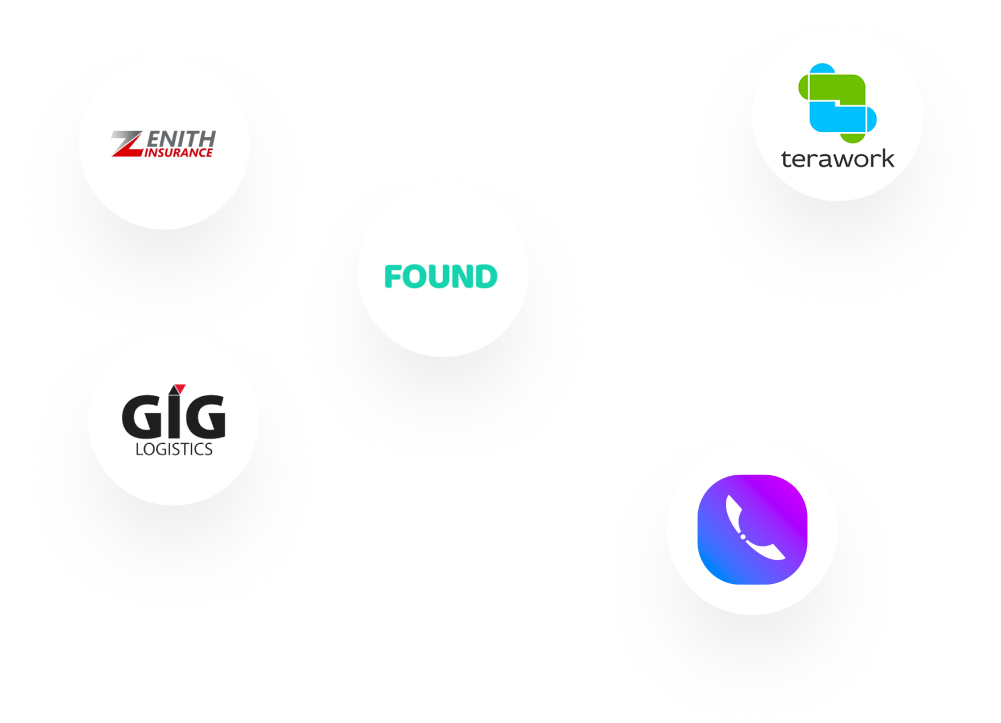 ZENITH
INSURANCE
terawork
FOUND
GIG
LOGISTICS